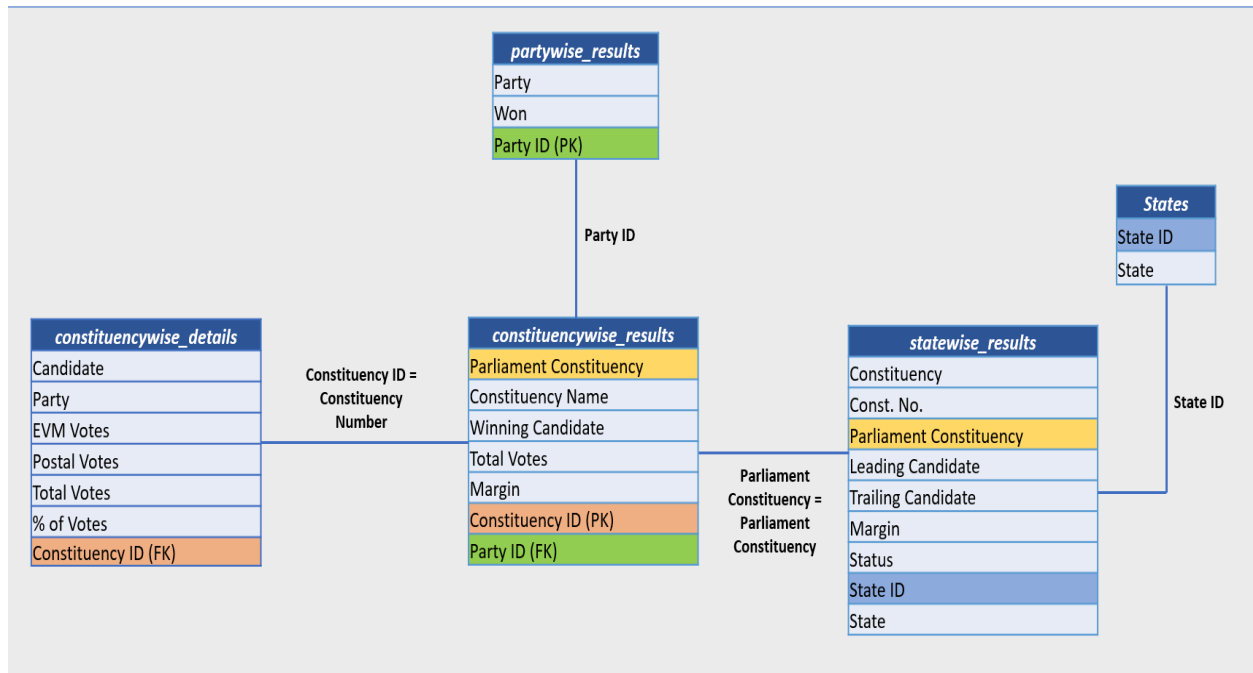 partywise_results
Party
Won
Party ID (PK)
Party ID
States
State ID
State
State ID
constituencywise_details
Candidate
Party
EVM Votes
Postal Votes
Total Votes
% of Votes
Constituency ID (FK)
Constituency ID =
Constituency
Number
constituencywise_results
Parliament Constituency
Constituency Name
Winning Candidate
Total Votes
Margin
Constituency ID (PK)
Party ID (FK)
Parliament
Constituency =
Parliament
Constituency
statewise_results
Constituency
Const. No.
Parliament Constituency
Leading Candidate
Trailing Candidate
Margin
Status
State ID
State